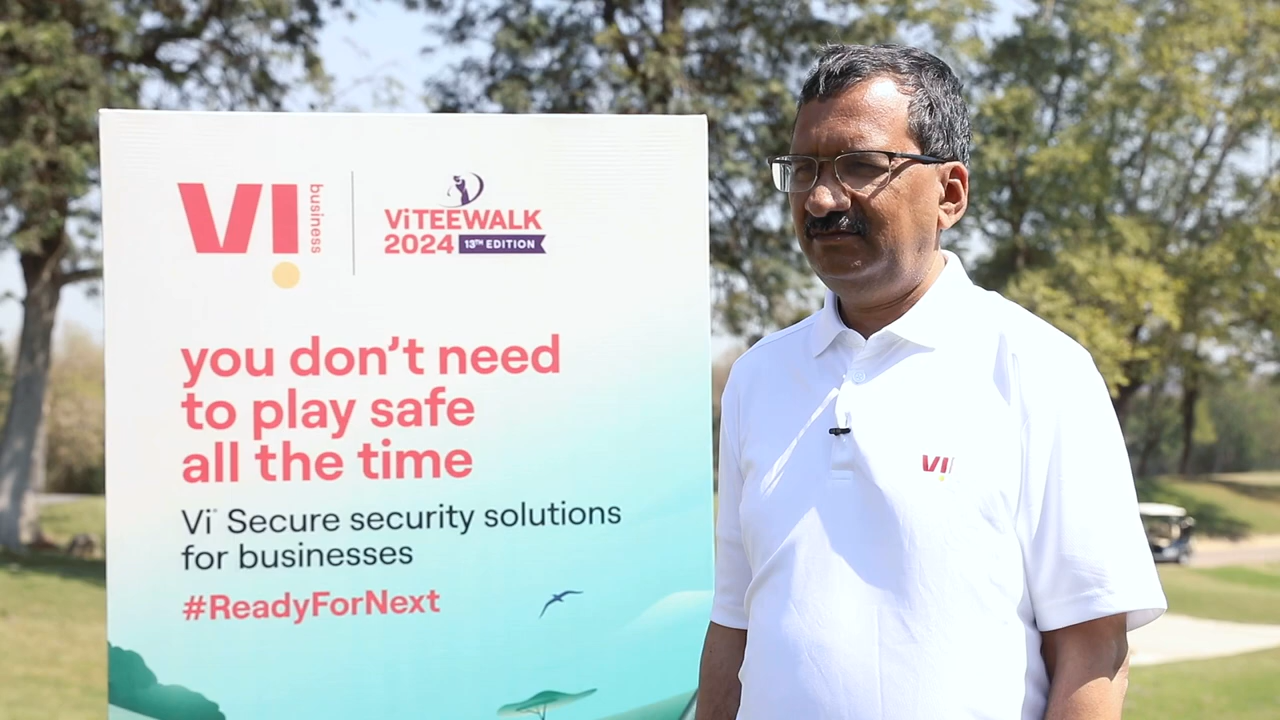 Vi business
ViTEEWALK
2024 13TH EDITION
you don't need
to play safe
all the time
Vi Secure security solutions
for businesses
#ReadyForNext
Vi